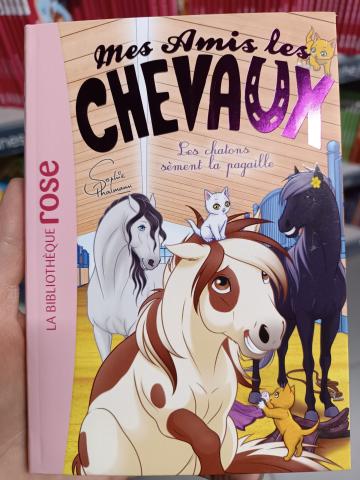 Mes Amis les
CHEVAUX
Les chatons
sèment la pagaille
Sophie
Thalmann
LA BIBLIOTHÈQUE rose